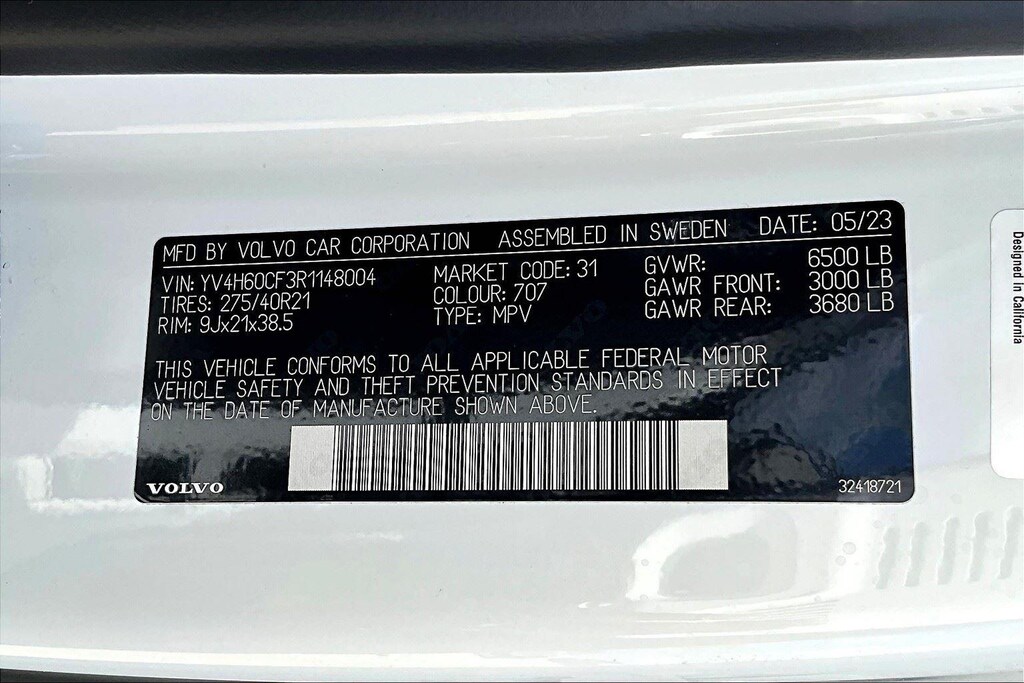 MFD BY VOLVO CAR CORPORATION ASSEMBLED IN SWEDEN DATE: 05/23
VIN: YV4H60CF3R1148004 MARKET CODE: 31 GVWR: 6500 LB
TIRES: 275/40R21 COLOUR: 707 GAWR FRONT: 3000 LB
RIM: 9Jx21x38.5 TYPE: MPV GAWR REAR: 3680 LB
THIS VEHICLE CONFORMS TO ALL APPLICABLE FEDERAL MOTOR
VEHICLE SAFETY AND THEFT PREVENTION STANDARDS IN EFFECT
ON THE DATE OF MANUFACTURE SHOWN ABOVE.
VOLVO
32418721
Designed in California